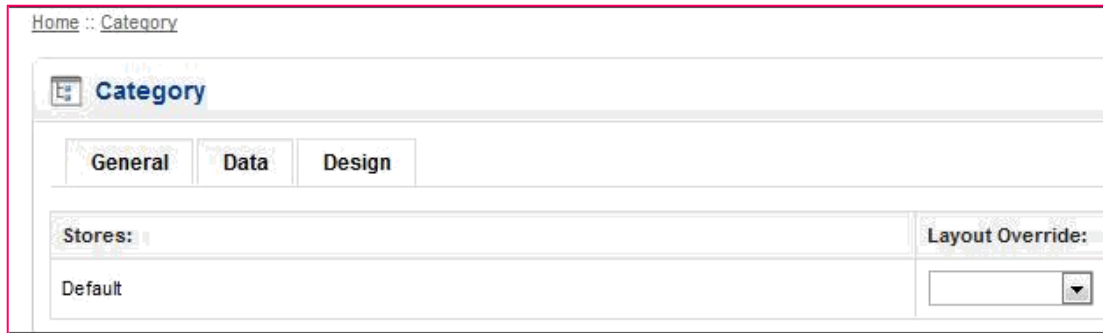 Home :: Category
Category
General Data Design
Stores: Layout Override:
Default